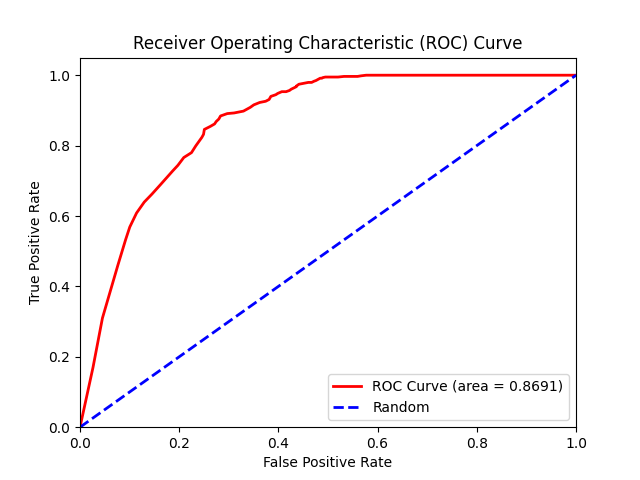 Receiver Operating Characteristic (ROC) Curve
1.0
0.8
0.6
0.4
0.2
0.0
True Positive Rate
ROC Curve (area = 0.8691)
Random
0.0 0.2 0.4 0.6 0.8 1.0
False Positive Rate